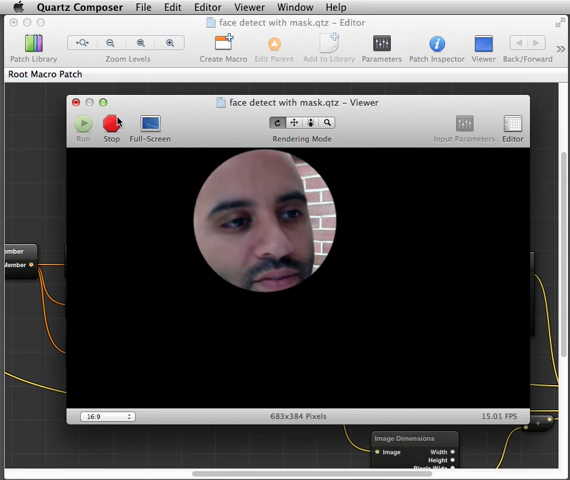 Quartz Composer File Edit Editor Viewer Window Help
face detect with mask.qtz - Editor
Patch Library Zoom Levels Create Macro Edit Parent Add to Library Parameters Patch Inspector Viewer Back/Forward
Root Macro Patch
face detect with mask.qtz - Viewer
Run Stop Full-Screen Rendering Mode Input Parameters Editor
ember
Member
16:9 683x384 Pixels 15.01 FPS
Image Dimensions
Image Width
Height